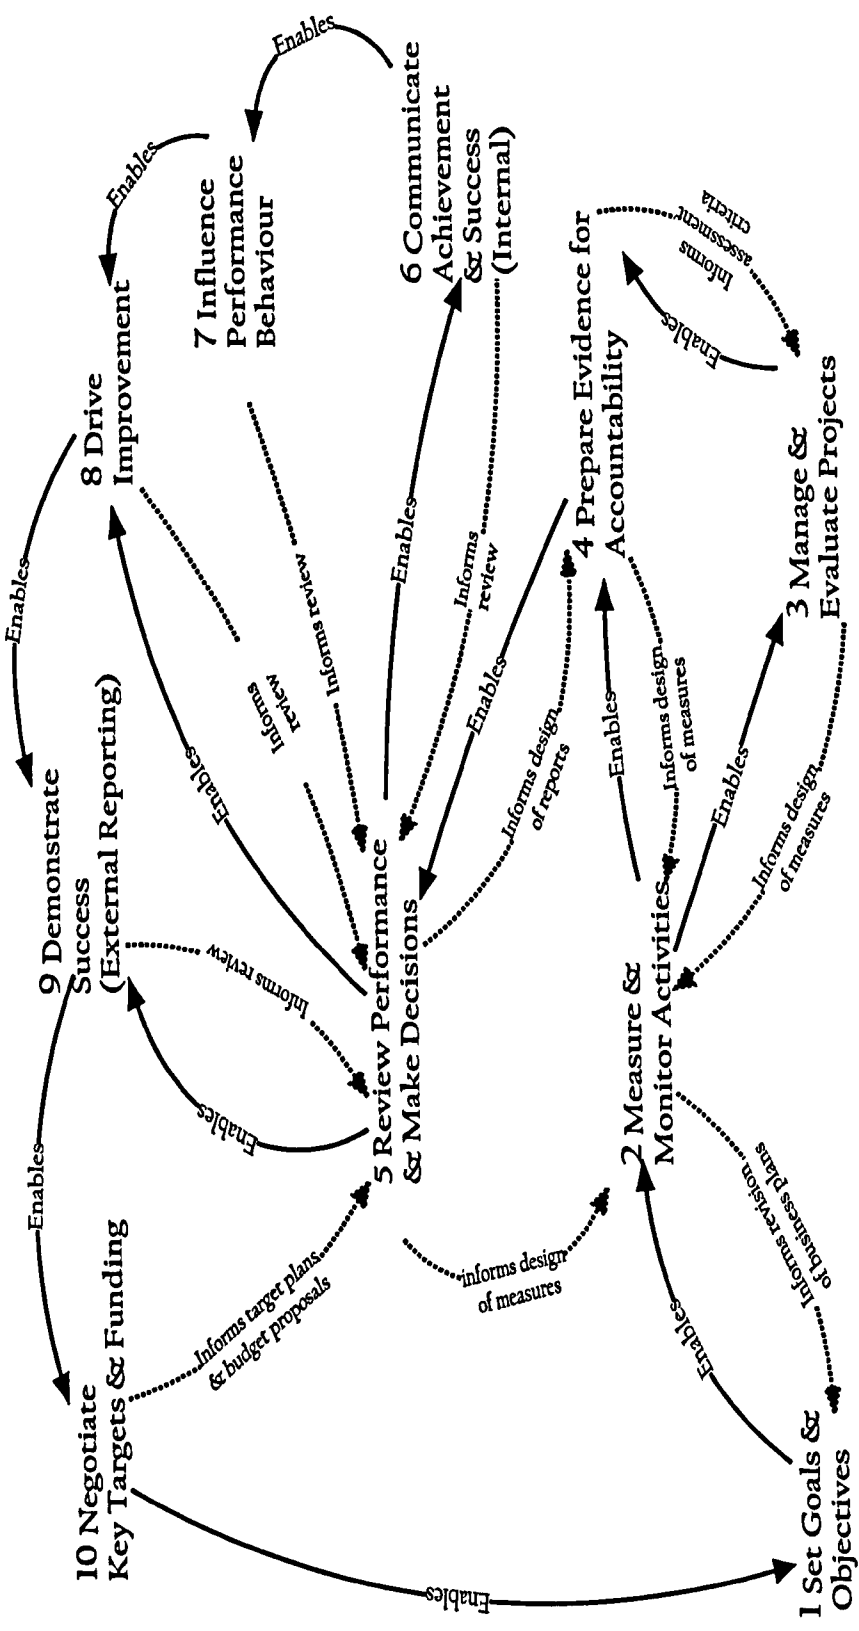 10 Negotiate
Key Targets & Funding
Enables
9 Demonstrate
Success
(External Reporting)
Enables
8 Drive
Improvement
Enables
7 Influence
Performance
Behaviour
Enables
6 Communicate
Achievement
& Success
(Internal)
Informs target plans
& budget proposals
Enables
Informs review
Enables
Informs
review
Informs review
Enables
Informs
review
5 Review Performance
& Make Decisions
Enables
Informs design
of reports
informs design
of measures
4 Prepare Evidence for
Accountability
Enables
Informs design
of measures
2 Measure &
Monitor Activities
Enables
Informs design
of measures
Enables
Informs
assessment
criteria
3 Manage &
Evaluate Projects
Enables
Informs revision
of business plans
Enables
1 Set Goals &
Objectives